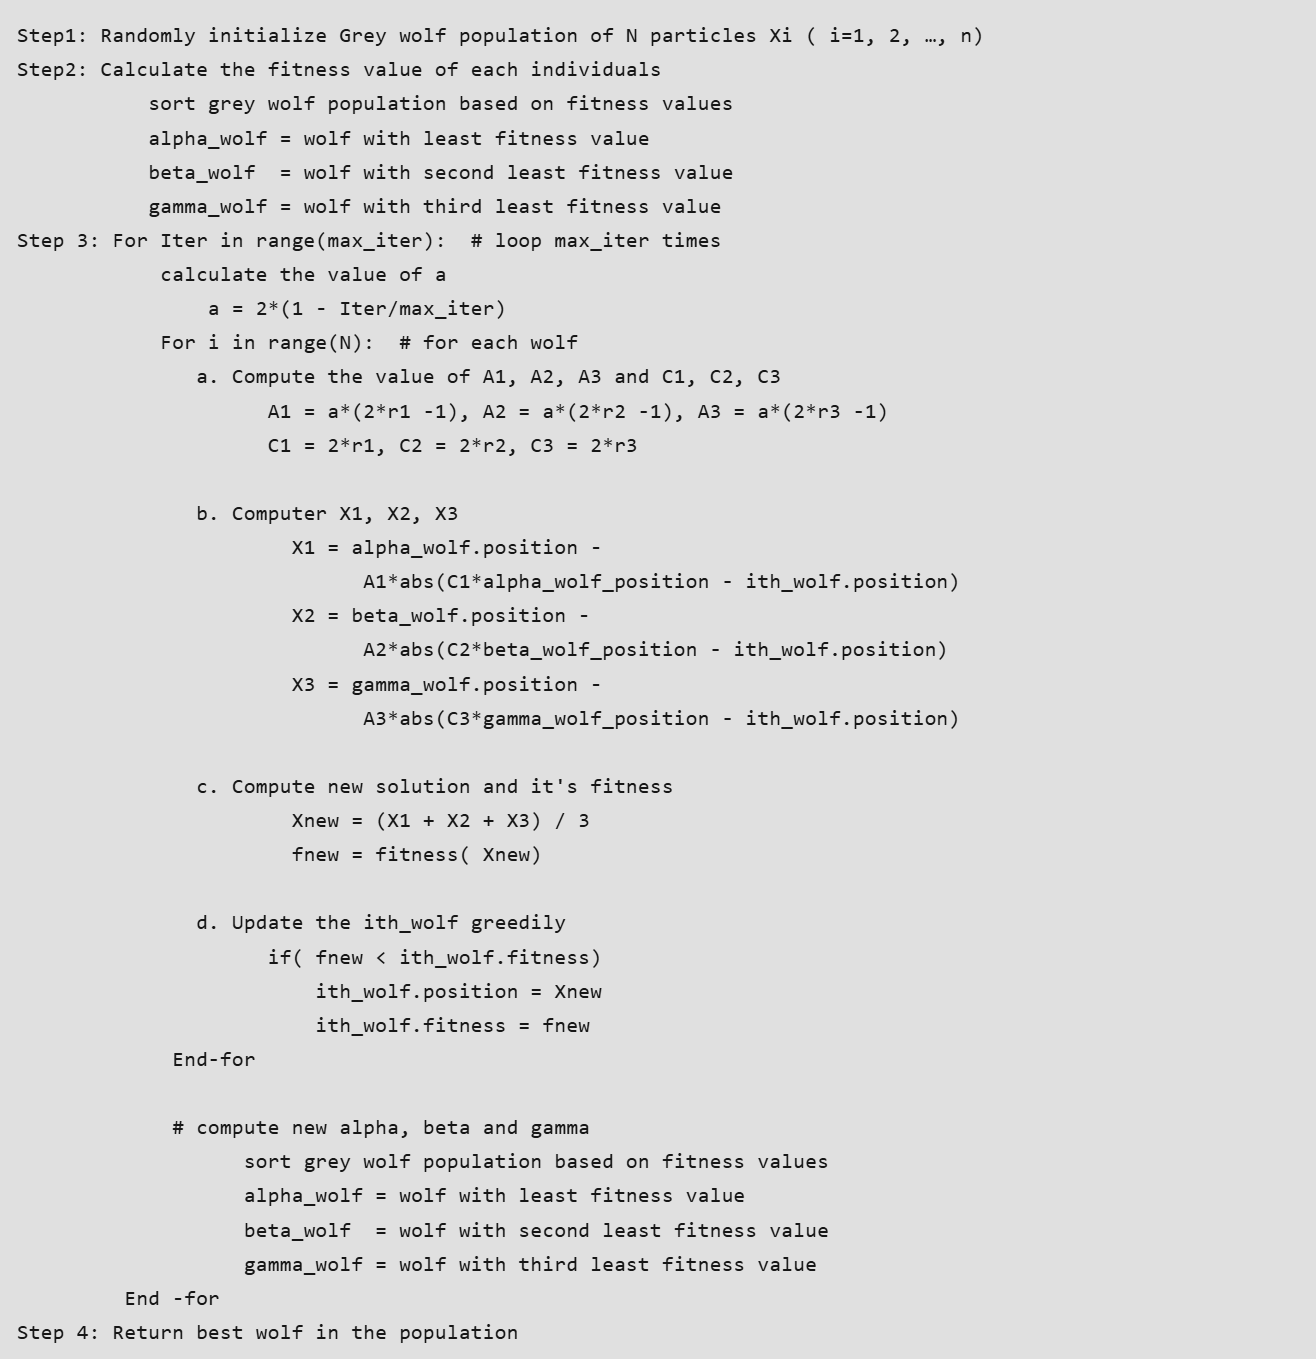 Step1: Randomly initialize Grey wolf population of N particles Xi ( i=1, 2, …, n)
Step2: Calculate the fitness value of each individuals
           sort grey wolf population based on fitness values
           alpha_wolf = wolf with least fitness value
           beta_wolf  = wolf with second least fitness value
           gamma_wolf = wolf with third least fitness value
Step 3: For Iter in range(max_iter):  # loop max_iter times
            calculate the value of a
                a = 2*(1 - Iter/max_iter)
            For i in range(N):  # for each wolf
               a. Compute the value of A1, A2, A3 and C1, C2, C3
                     A1 = a*(2*r1 -1), A2 = a*(2*r2 -1), A3 = a*(2*r3 -1)
                     C1 = 2*r1, C2 = 2*r2, C3 = 2*r3

               b. Computer X1, X2, X3
                       X1 = alpha_wolf.position -
                             A1*abs(C1*alpha_wolf_position - ith_wolf.position)
                       X2 = beta_wolf.position -
                             A2*abs(C2*beta_wolf_position - ith_wolf.position)
                       X3 = gamma_wolf.position -
                             A3*abs(C3*gamma_wolf_position - ith_wolf.position)

               c. Compute new solution and it's fitness
                       Xnew = (X1 + X2 + X3) / 3
                       fnew = fitness( Xnew)

               d. Update the ith_wolf greedily
                     if( fnew < ith_wolf.fitness)
                         ith_wolf.position = Xnew
                         ith_wolf.fitness = fnew
             End-for

             # compute new alpha, beta and gamma
                   sort grey wolf population based on fitness values
                   alpha_wolf = wolf with least fitness value
                   beta_wolf  = wolf with second least fitness value
                   gamma_wolf = wolf with third least fitness value
         End -for
Step 4: Return best wolf in the population